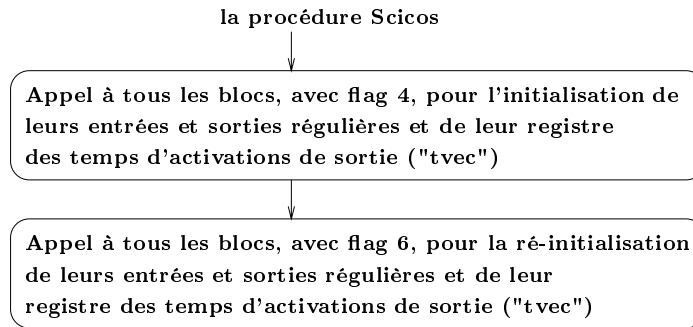 la procédure Scicos
Appel à tous les blocs, avec flag 4, pour l'initialisation de
leurs entrées et sorties régulières et de leur registre
des temps d'activations de sortie ("tvec")
Appel à tous les blocs, avec flag 6, pour la ré-initialisation
de leurs entrées et sorties régulières et de leur
registre des temps d'activations de sortie ("tvec")